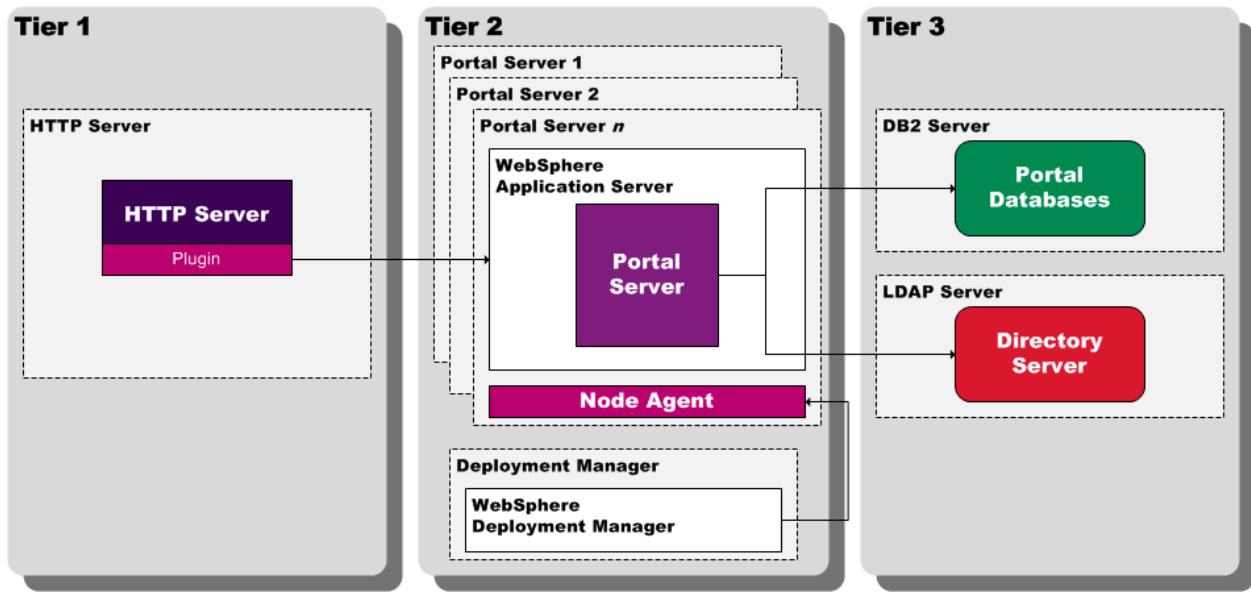 Tier 1
HTTP Server
HTTP Server
Plugin
Tier 2
Portal Server 1
Portal Server 2
Portal Server n
WebSphere
Application Server
Portal
Server
Node Agent
Deployment Manager
WebSphere
Deployment Manager
Tier 3
DB2 Server
Portal
Databases
LDAP Server
Directory
Server